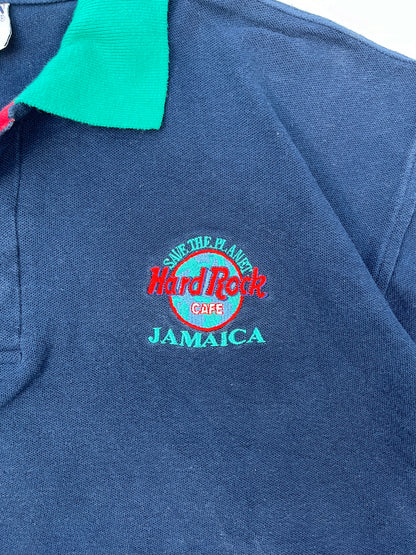 SAVE THE PLANET
Hard Rock
CAFE
JAMAICA